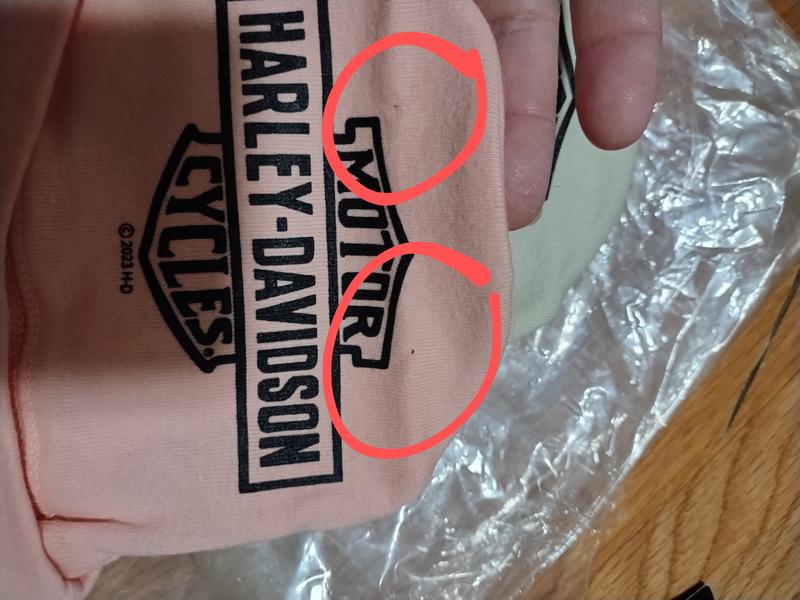 MOTOR
HARLEY-DAVIDSON
CYCLES®
© 2023 H-D